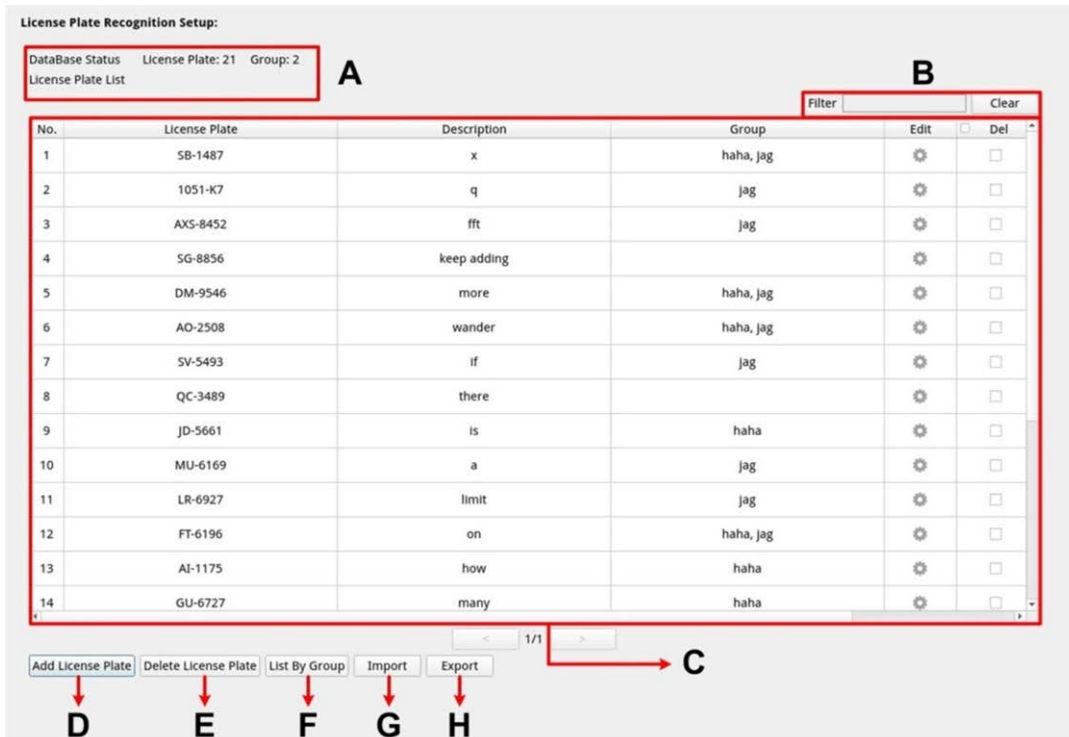 License Plate Recognition Setup:
DataBase Status License Plate: 21 Group: 2
License Plate List
A
B
Filter Clear
No. License Plate Description Group Edit Del
1 SB-1487 x haha, jag
2 1051-K7 q jag
3 AXS-8452 fft jag
4 SG-8856 keep adding
5 DM-9546 more haha, jag
6 AO-2508 wander haha, jag
7 SV-5493 if jag
8 QC-3489 there
9 JD-5661 is haha
10 MU-6169 a jag
11 LR-6927 limit jag
12 FT-6196 on haha, jag
13 AI-1175 how haha
14 GU-6727 many haha
< 1/1 >
C
Add License Plate Delete License Plate List By Group Import Export
D E F G H